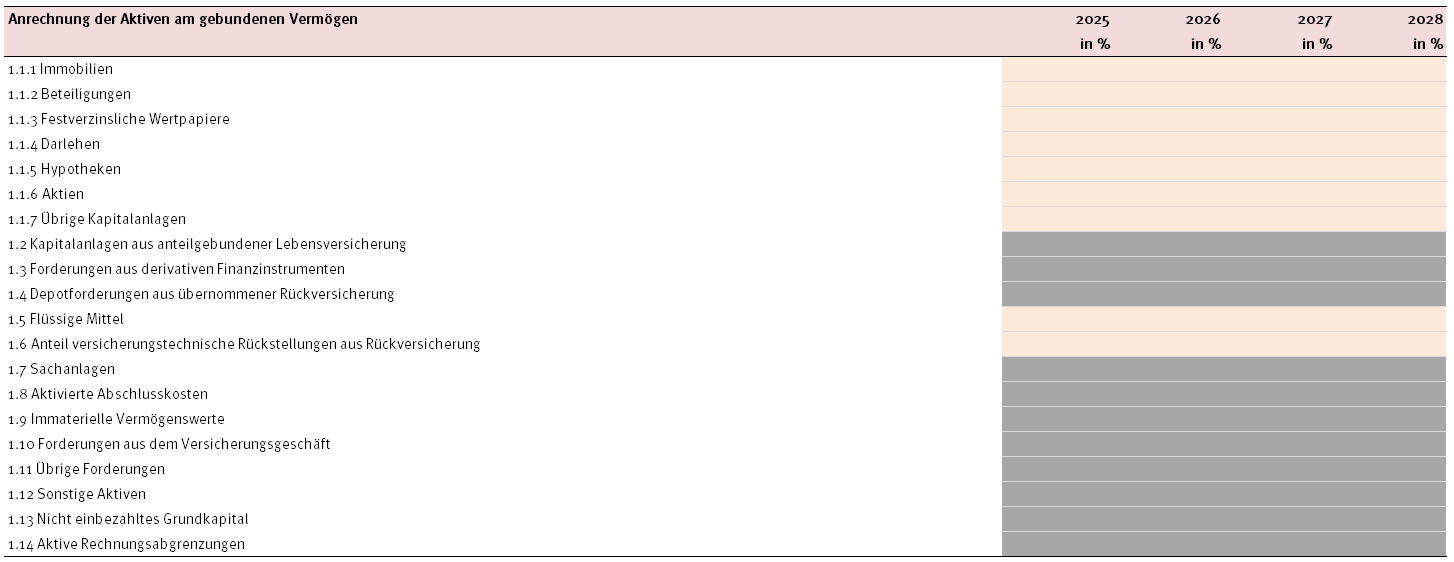 Anrechnung der Aktiven am gebundenen Vermögen 2025 2026 2027 2028
in % in % in % in %
1.1.1 Immobilien
1.1.2 Beteiligungen
1.1.3 Festverzinsliche Wertpapiere
1.1.4 Darlehen
1.1.5 Hypotheken
1.1.6 Aktien
1.1.7 Übrige Kapitalanlagen
1.2 Kapitalanlagen aus anteilgebundener Lebensversicherung
1.3 Forderungen aus derivativen Finanzinstrumenten
1.4 Depotforderungen aus übernommener Rückversicherung
1.5 Flüssige Mittel
1.6 Anteil versicherungstechnische Rückstellungen aus Rückversicherung
1.7 Sachanlagen
1.8 Aktivierte Abschlusskosten
1.9 Immaterielle Vermögenswerte
1.10 Forderungen aus dem Versicherungsgeschäft
1.11 Übrige Forderungen
1.12 Sonstige Aktiven
1.13 Nicht einbezahltes Grundkapital
1.14 Aktive Rechnungsabgrenzungen